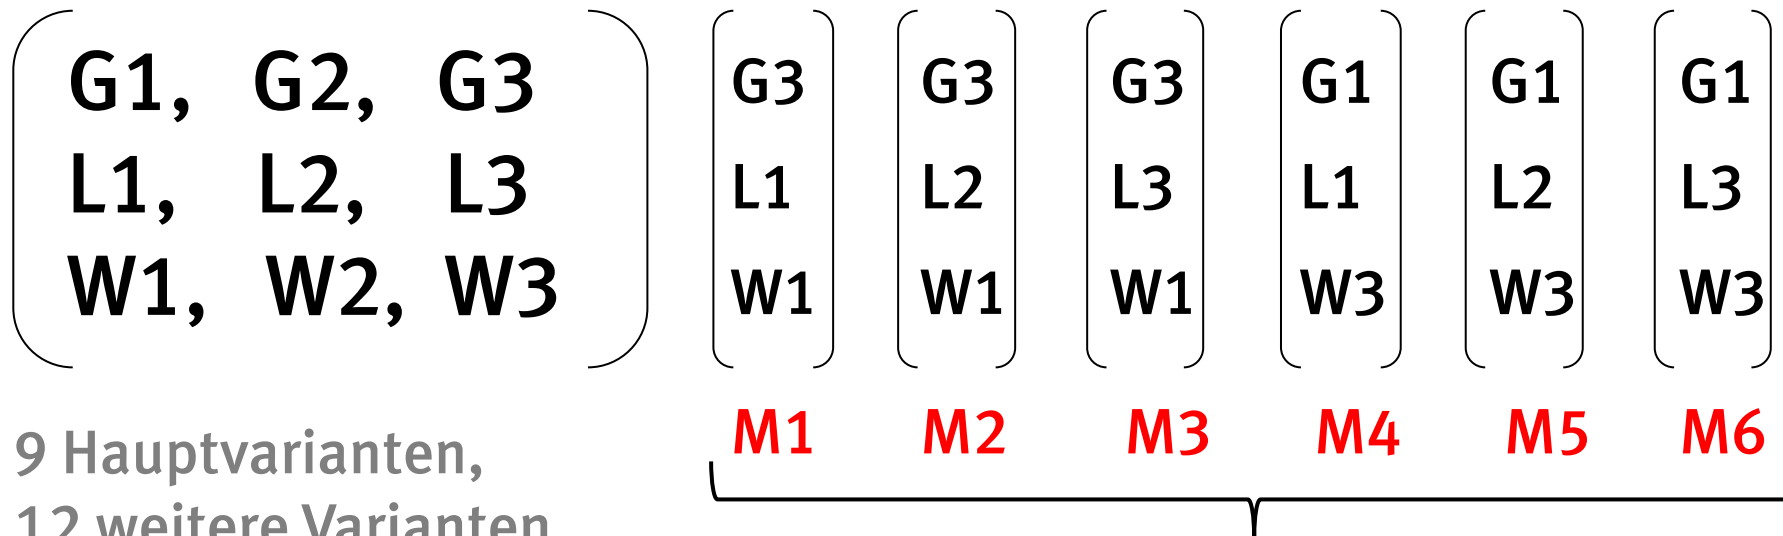 G1, G2, G3
L1, L2, L3
W1, W2, W3
G3 G3 G3 G1 G1 G1
L1 L2 L3 L1 L2 L3
W1 W1 W1 W3 W3 W3
M1 M2 M3 M4 M5 M6
9 Hauptvarianten,
12 weitere Varianten